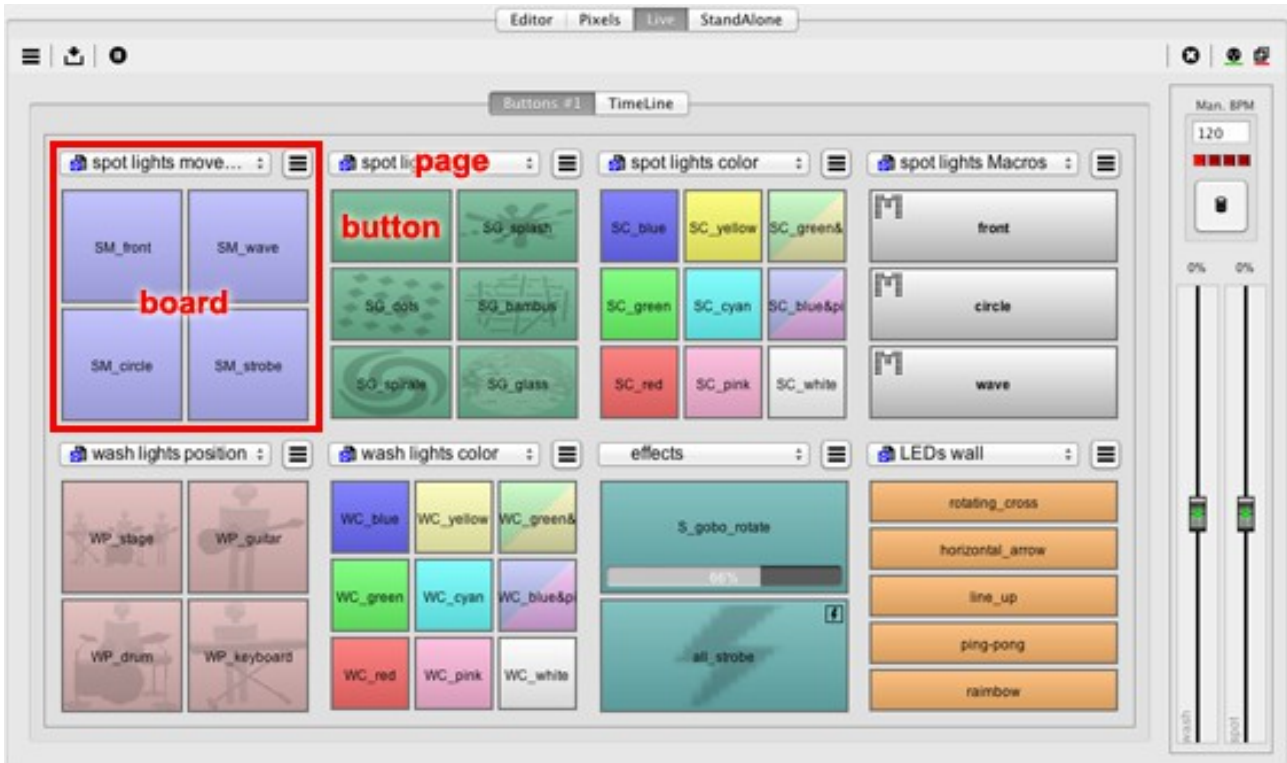 Editor Pixels Live StandAlone
Buttons #1 TimeLine
Man. BPM
120
spot lights move...
page
spot lig
spot lights color
spot lights Macros
SM_front
SM_wave
board
SM_circle
SM_strobe
button
SG_splash
SG_dots
SG_bambus
SG_spirale
SG_glass
SC_blue
SC_yellow
SC_green&
SC_green
SC_cyan
SC_blue&pi
SC_red
SC_pink
SC_white
M
front
M
circle
M
wave
0% 0%
wash lights position
wash lights color
effects
LEDs wall
WP_stage
WP_guitar
WP_drum
WP_keyboard
WC_blue
WC_yellow
WC_green&
WC_green
WC_cyan
WC_blue&pi
WC_red
WC_pink
WC_white
S_gobo_rotate
66%
all_strobe
rotating_cross
horizontal_arrow
line_up
ping-pong
raimbow
wash
spot